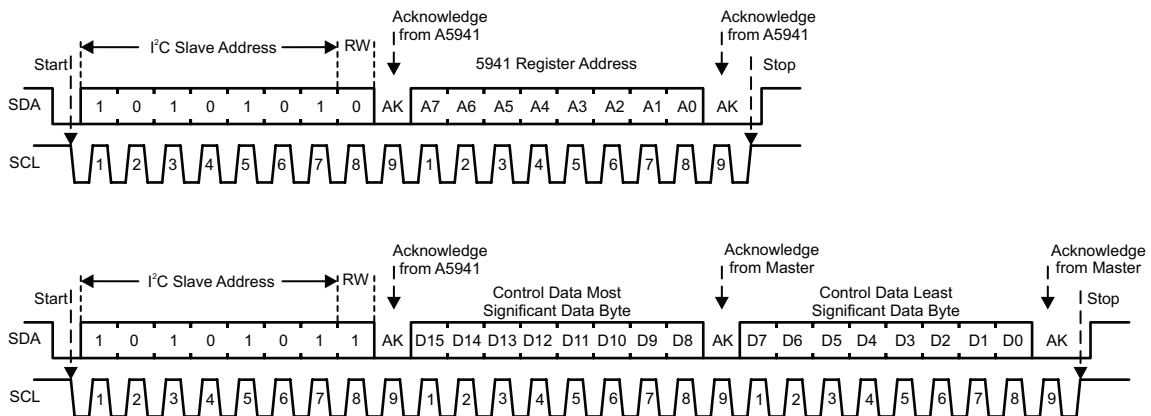 Acknowledge
from A5941
Acknowledge
from A5941
Start
I²C Slave Address
RW
5941 Register Address
Stop
SDA
1 0 1 0 1 0 1 0 AK A7 A6 A5 A4 A3 A2 A1 A0 AK
SCL
1 2 3 4 5 6 7 8 9 1 2 3 4 5 6 7 8 9
Acknowledge
from A5941
Acknowledge
from Master
Acknowledge
from Master
Start
I²C Slave Address
RW
Control Data Most
Significant Data Byte
Control Data Least
Significant Data Byte
Stop
SDA
1 0 1 0 1 0 1 1 AK D15 D14 D13 D12 D11 D10 D9 D8 AK D7 D6 D5 D4 D3 D2 D1 D0 AK
SCL
1 2 3 4 5 6 7 8 9 1 2 3 4 5 6 7 8 9 1 2 3 4 5 6 7 8 9